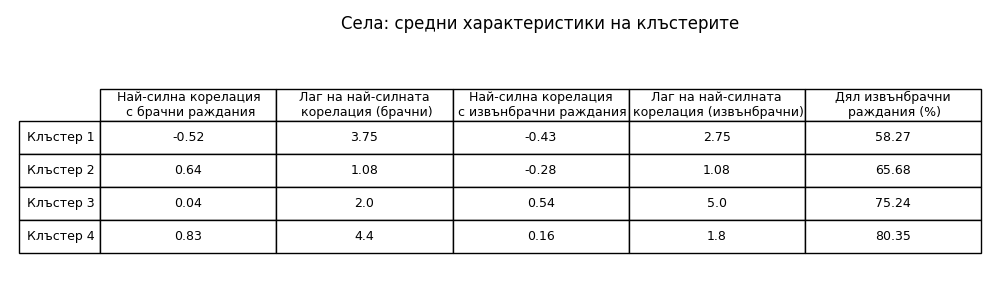 Села: средни характеристики на клъстерите
Най-силна корелация с брачни раждания Лаг на най-силната корелация (брачни) Най-силна корелация с извънбрачни раждания Лаг на най-силната корелация (извънбрачни) Дял извънбрачни раждания (%)
Клъстер 1 -0.52 3.75 -0.43 2.75 58.27
Клъстер 2 0.64 1.08 -0.28 1.08 65.68
Клъстер 3 0.04 2.0 0.54 5.0 75.24
Клъстер 4 0.83 4.4 0.16 1.8 80.35